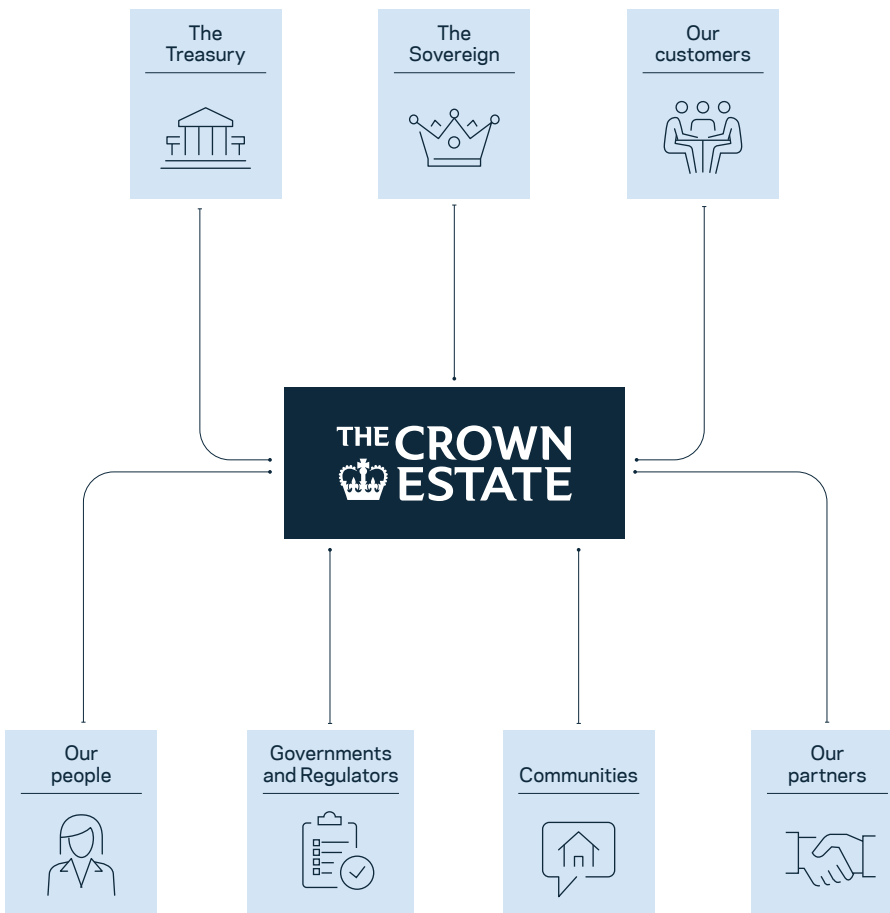 The
Treasury
The
Sovereign
Our
customers
THE CROWN
ESTATE
Our
people
Governments
and Regulators
Communities
Our
partners